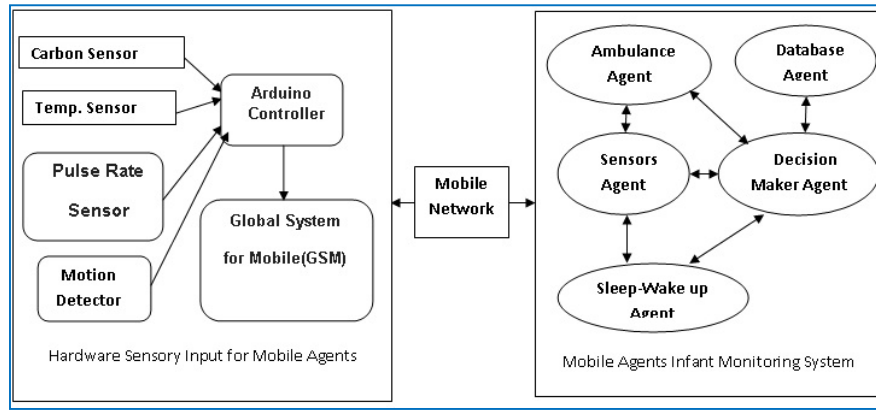 Carbon Sensor
Temp. Sensor
Pulse Rate
Sensor
Motion
Detector
Arduino
Controller
Global System
for Mobile(GSM)
Hardware Sensory Input for Mobile Agents
Mobile
Network
Ambulance
Agent
Database
Agent
Sensors
Agent
Decision
Maker Agent
Sleep-Wake up
Agent
Mobile Agents Infant Monitoring System